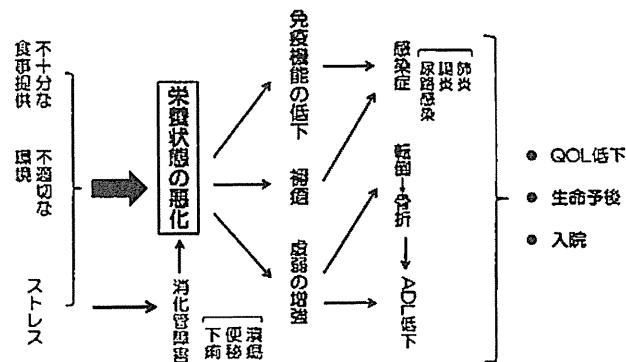 不十分な
食事提供
不適切な
環境
ストレス
栄養状態の悪化
消化管障害
潰瘍
便秘
下痢
免疫機能の低下
褥瘡
虚弱の増強
感染症
肺炎
胆炎
尿路感染
転倒→骨折
ADL低下
● QOL低下
● 生命予後
● 入院